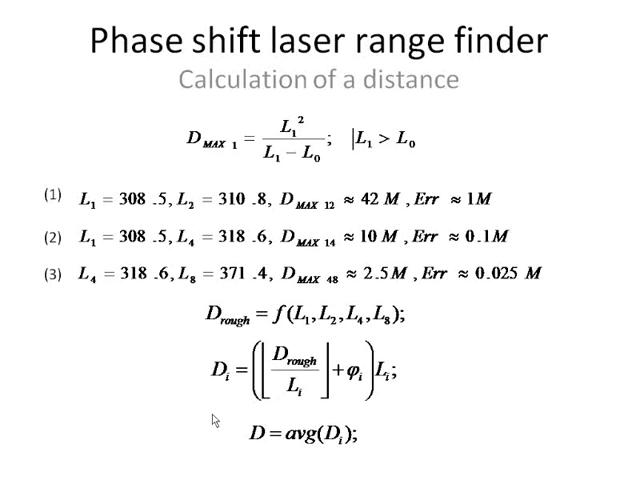 Phase shift laser range finder
Calculation of a distance
D_MAX 1 = L₁² / (L₁ − L₀); |L₁ > L₀
(1) L₁ = 308 .5, L₂ = 310 .8, D_MAX 12 ≈ 42 M , Err ≈ 1M
(2) L₁ = 308 .5, L₄ = 318 .6, D_MAX 14 ≈ 10 M , Err ≈ 0.1M
(3) L₄ = 318 .6, L₈ = 371 .4, D_MAX 48 ≈ 2.5M , Err ≈ 0.025 M
D_rough = f(L₁, L₂, L₄, L₈);
D_i = (⌊D_rough / L_i⌋ + φ_i) L_i;
D = avg(D_i);